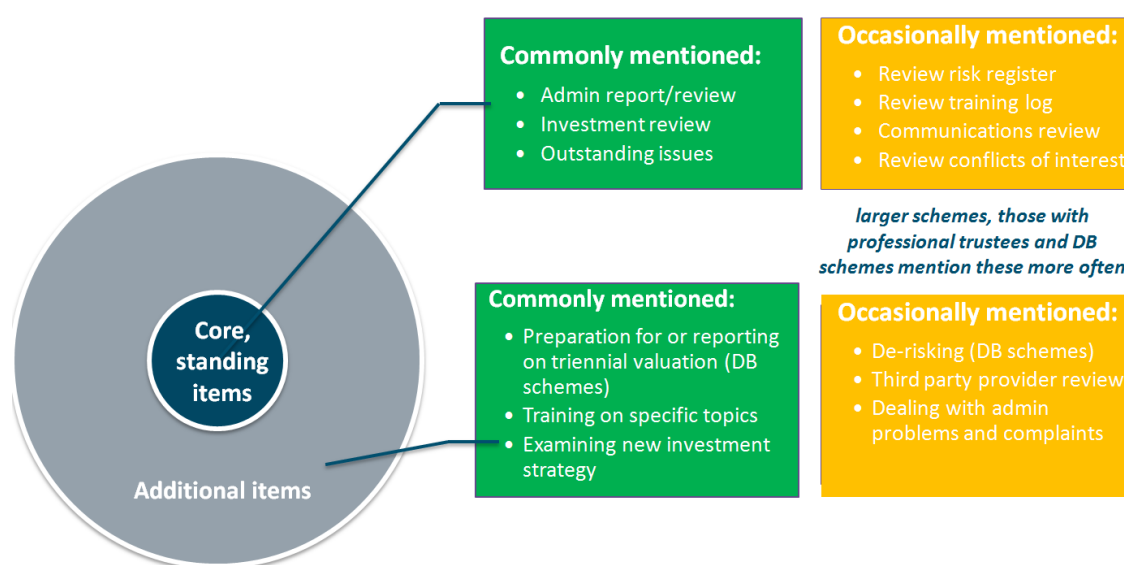 Core,
standing
items
Additional items
Commonly mentioned:
• Admin report/review
• Investment review
• Outstanding issues
Occasionally mentioned:
• Review risk register
• Review training log
• Communications review
• Review conflicts of interest
larger schemes, those with
professional trustees and DB
schemes mention these more often
Commonly mentioned:
• Preparation for or reporting
on triennial valuation (DB
schemes)
• Training on specific topics
• Examining new investment
strategy
Occasionally mentioned:
• De-risking (DB schemes)
• Third party provider review
• Dealing with admin
problems and complaints